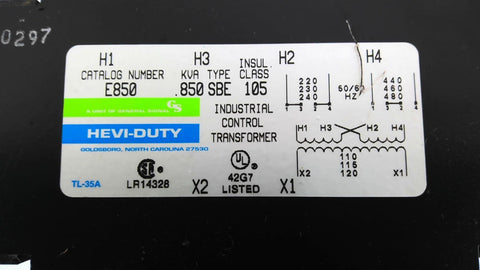 0297
H1 H3 INSUL. H2 H4
CATALOG NUMBER KVA TYPE CLASS
E850 .850 SBE 105
220 230 240 50/60 HZ 440 460 480
A UNIT OF GENERAL SIGNAL GS
HEVI-DUTY
GOLDSBORO, NORTH CAROLINA 27530
INDUSTRIAL
CONTROL
TRANSFORMER
H1 H3 H2 H4
110
115
X2 120 X1
TL-35A
LR14328
UL
42G7
LISTED
X2 X1